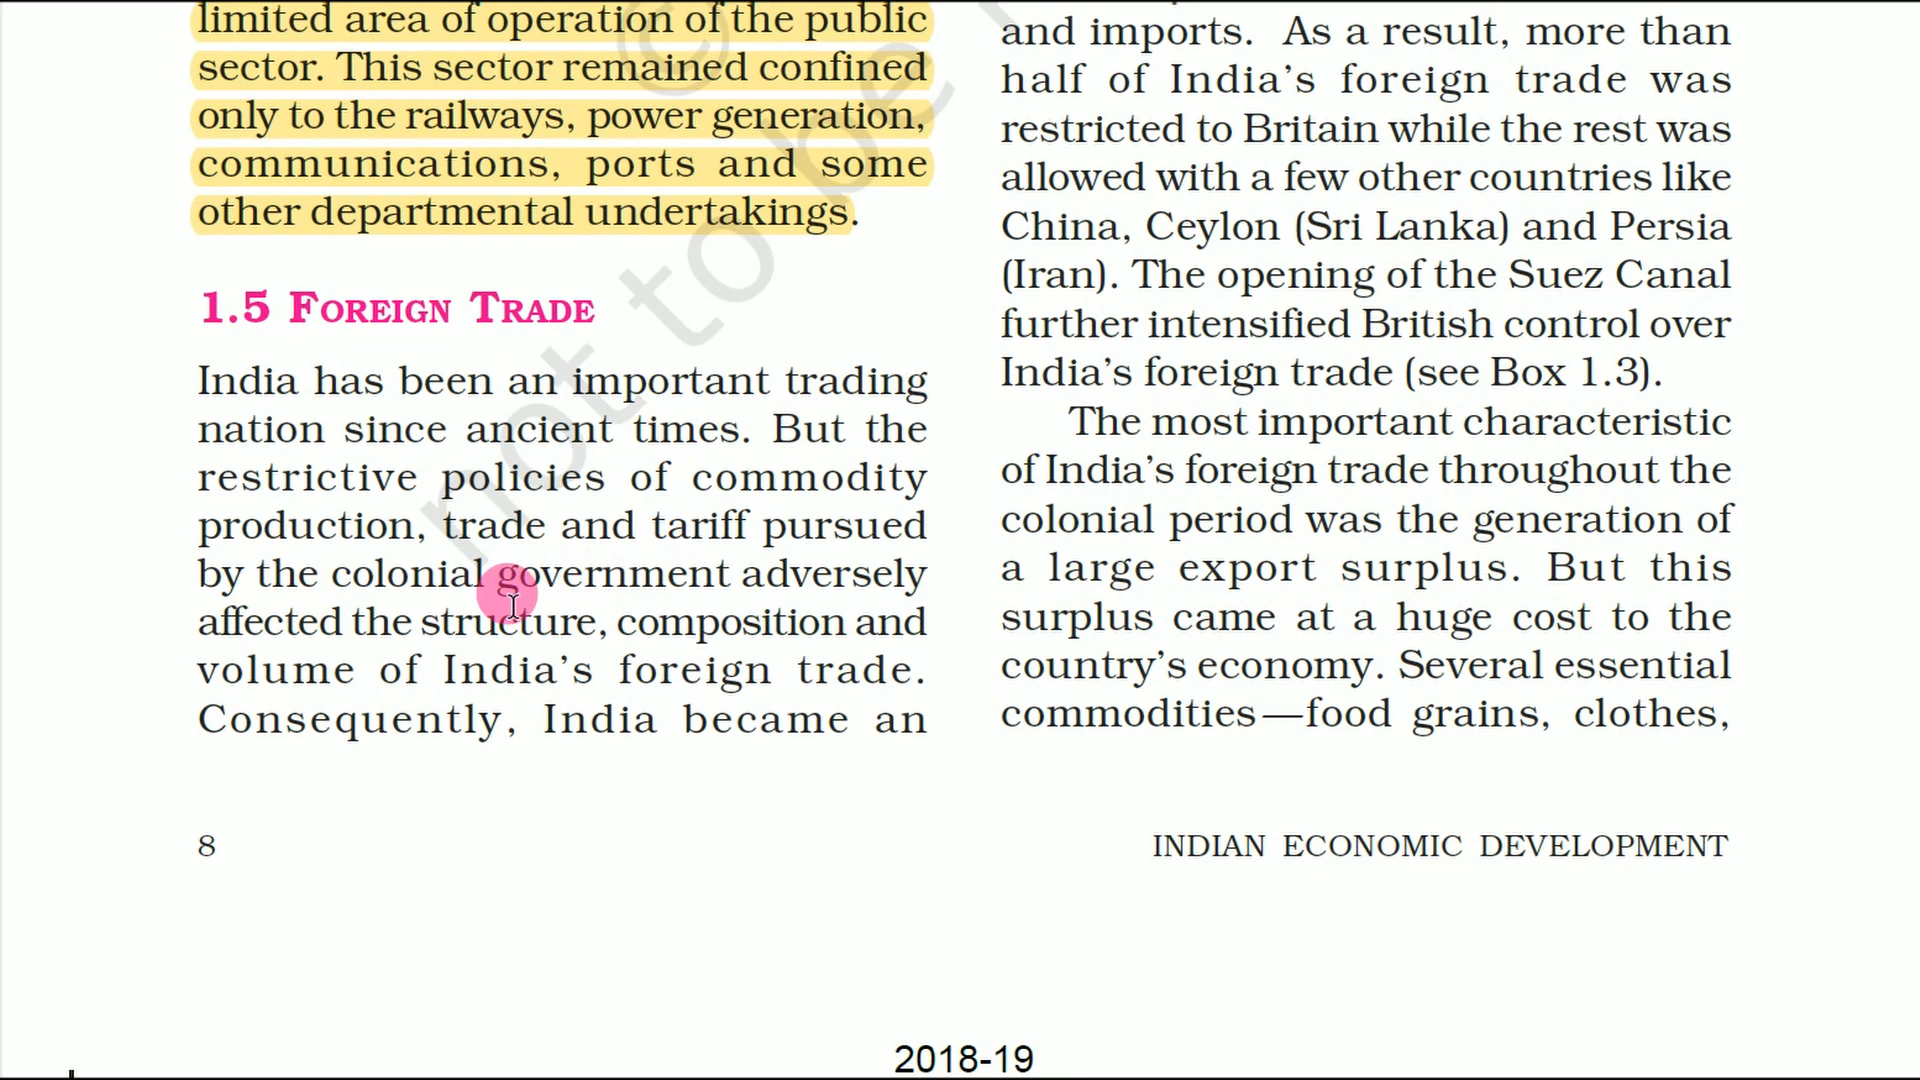 limited area of operation of the public
sector. This sector remained confined
only to the railways, power generation,
communications, ports and some
other departmental undertakings.
1.5 FOREIGN TRADE
India has been an important trading
nation since ancient times. But the
restrictive policies of commodity
production, trade and tariff pursued
by the colonial government adversely
affected the structure, composition and
volume of India’s foreign trade.
Consequently, India became an
and imports. As a result, more than
half of India’s foreign trade was
restricted to Britain while the rest was
allowed with a few other countries like
China, Ceylon (Sri Lanka) and Persia
(Iran). The opening of the Suez Canal
further intensified British control over
India’s foreign trade (see Box 1.3).
The most important characteristic
of India’s foreign trade throughout the
colonial period was the generation of
a large export surplus. But this
surplus came at a huge cost to the
country’s economy. Several essential
commodities—food grains, clothes,
8
INDIAN ECONOMIC DEVELOPMENT
2018-19
©
not to be